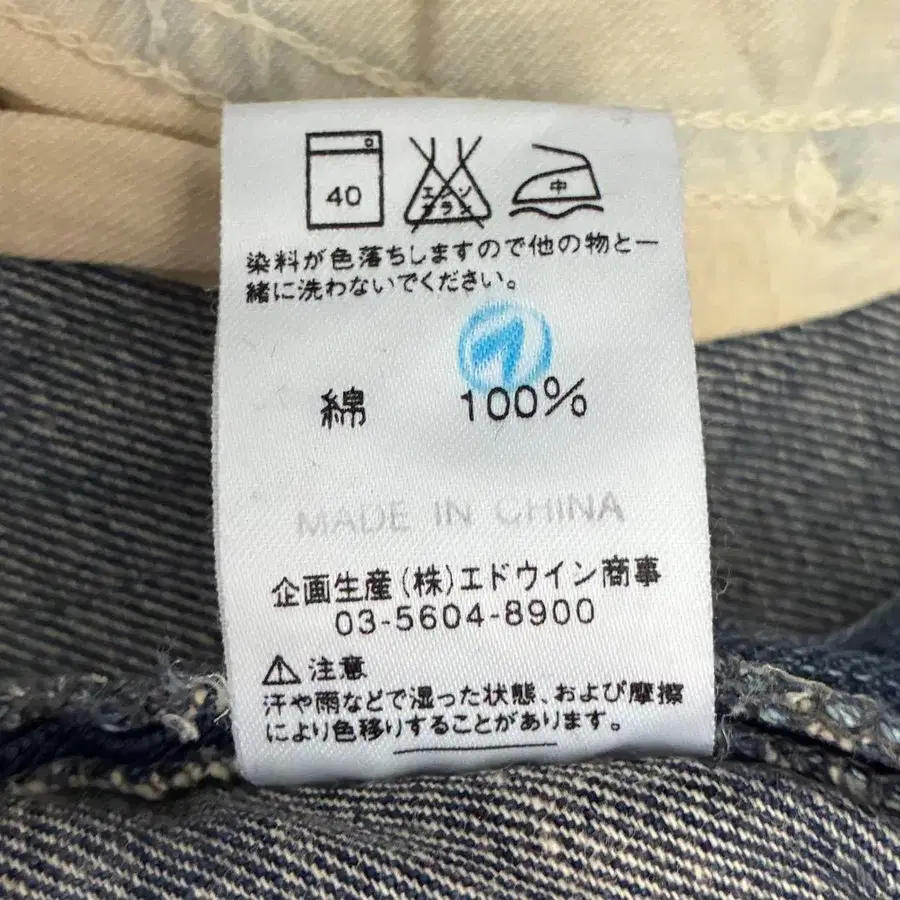 40
エンソ
サラシ
中
染料が色落ちしますので他の物と一
緒に洗わないでください。
綿 100%
MADE IN CHINA
企画生産(株)エドウイン商事
03-5604-8900
⚠注意
汗や雨などで湿った状態、および摩擦
により色移りすることがあります。